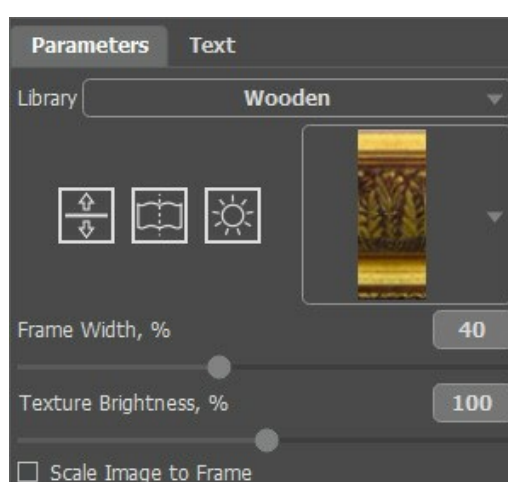 Parameters Text
Library Wooden
Frame Width, % 40
Texture Brightness, % 100
Scale Image to Frame